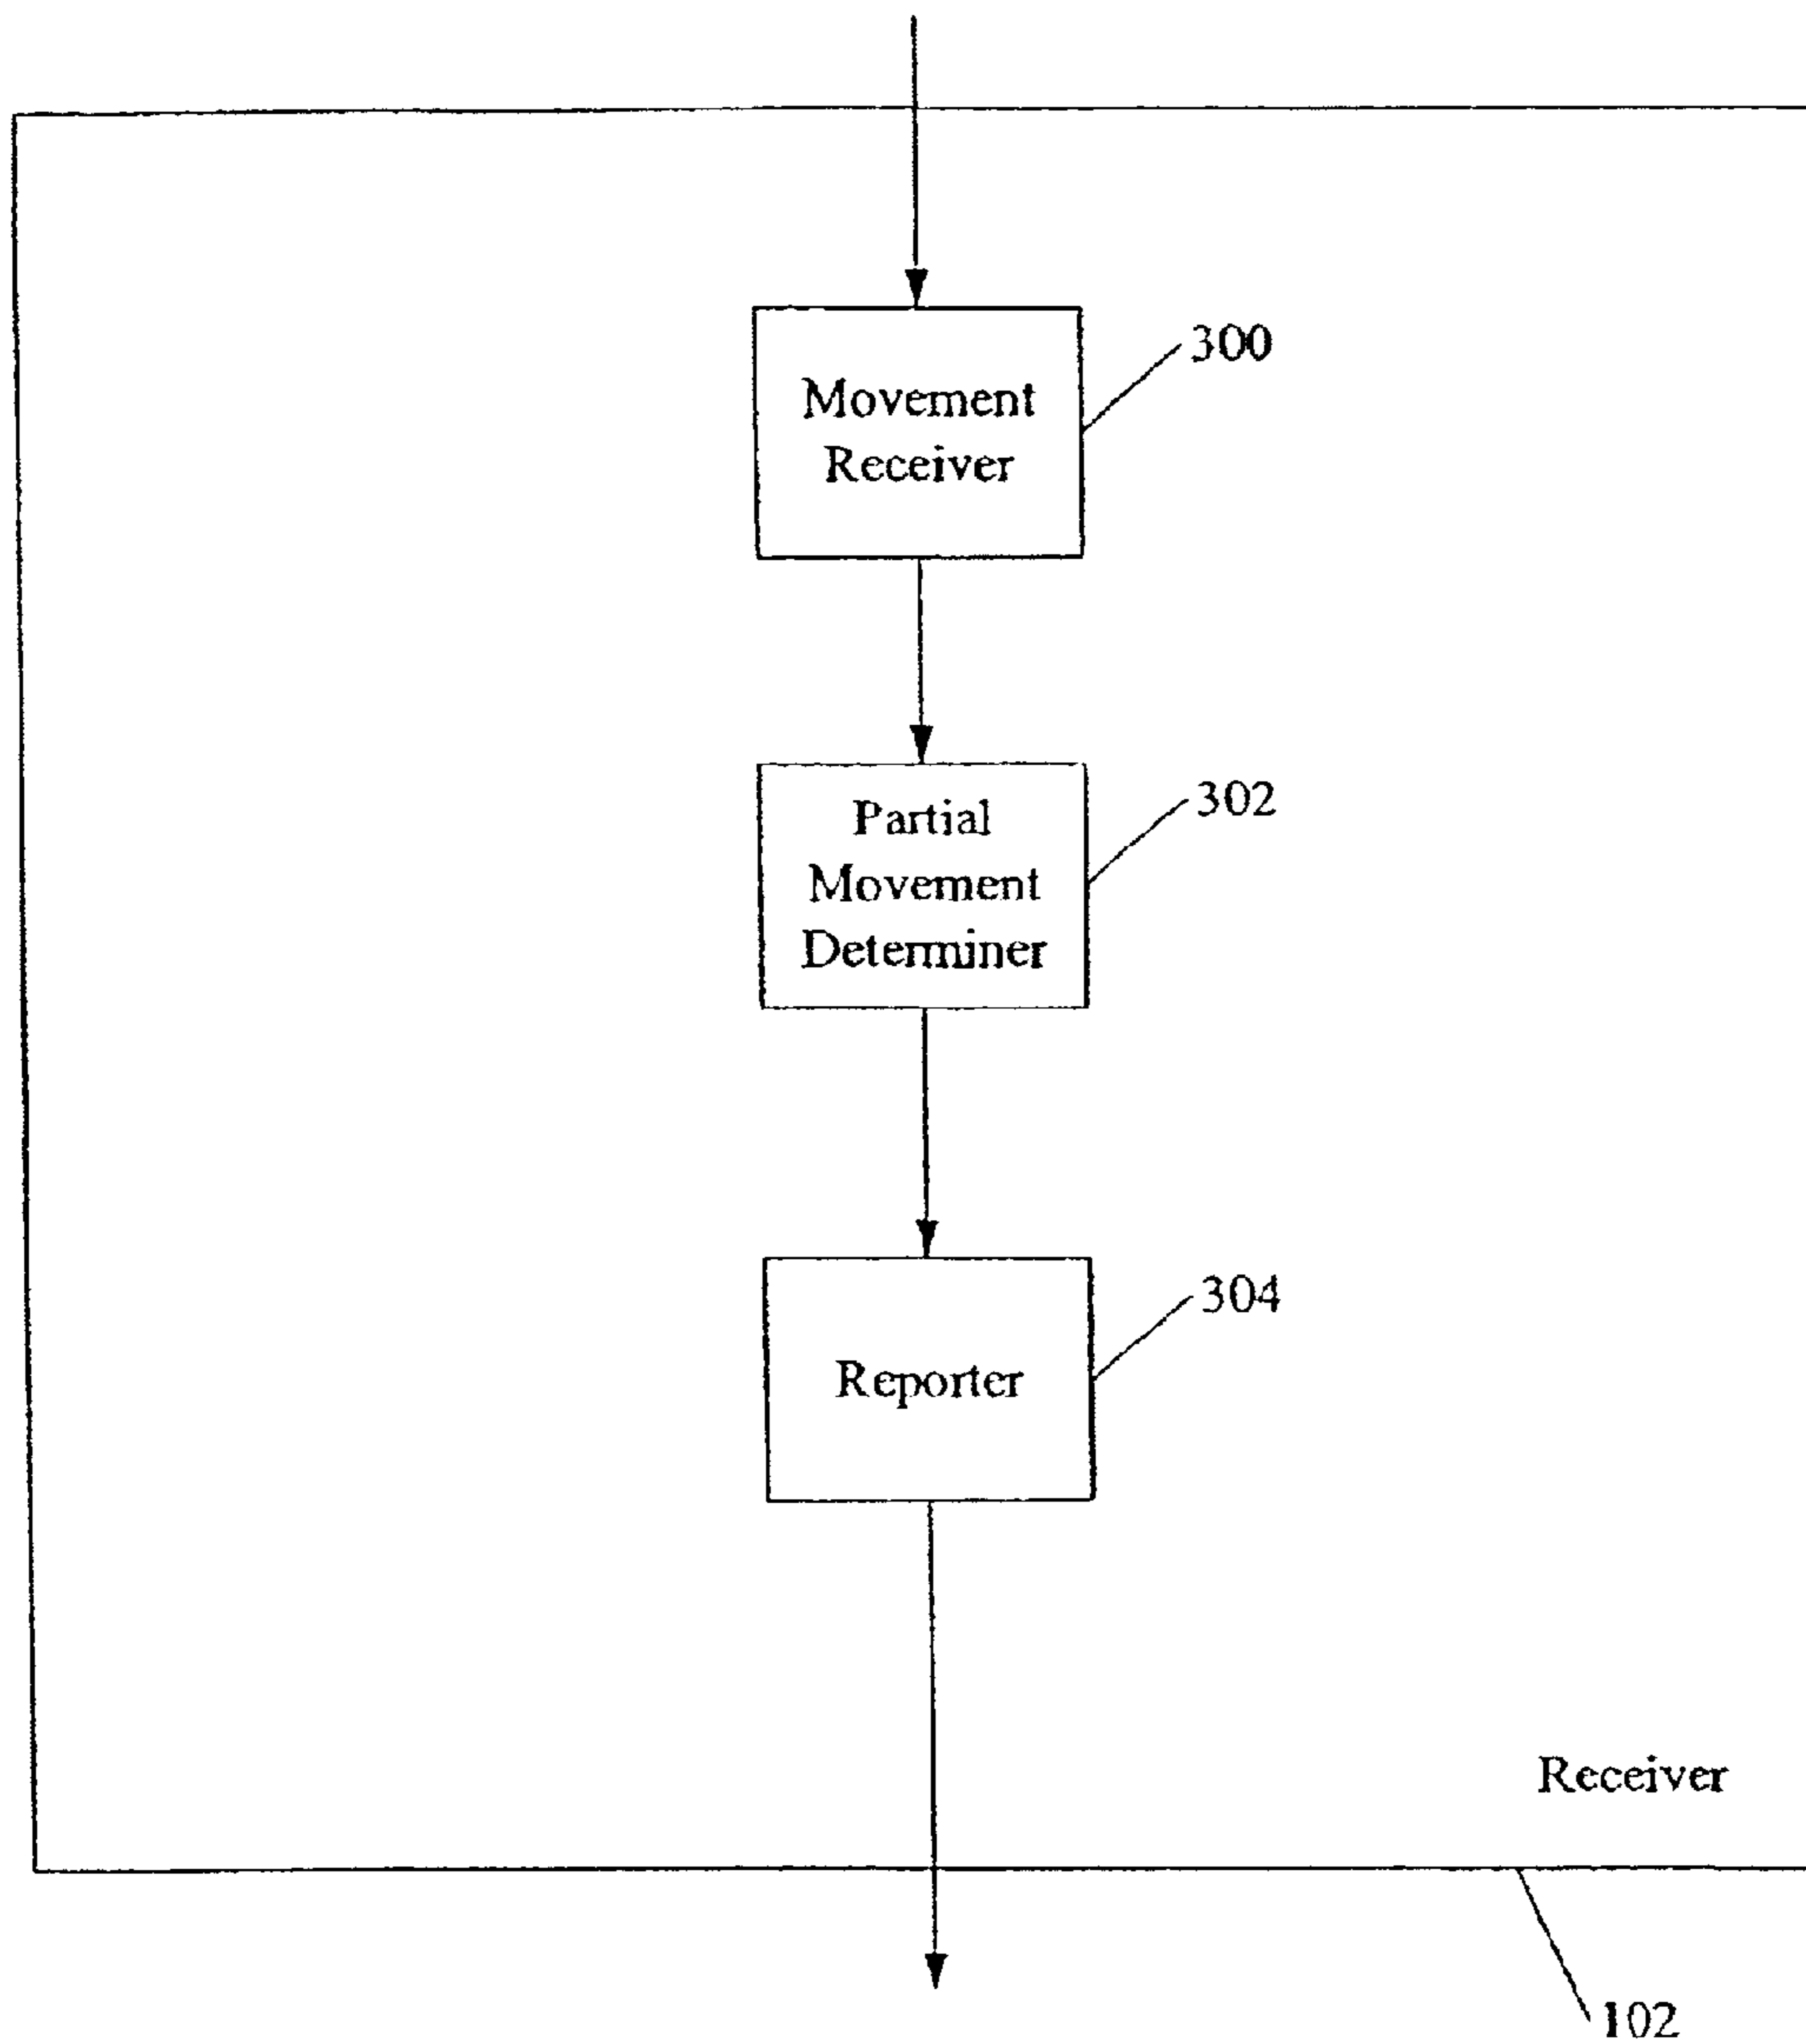 300
Movement
Receiver
302
Partial
Movement
Determiner
304
Reporter
Receiver
102